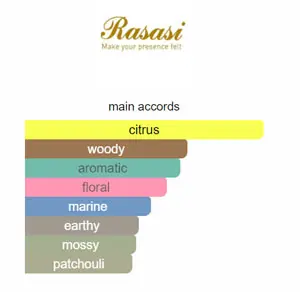 Rasasi
Make your presence felt
main accords
citrus
woody
aromatic
floral
marine
earthy
mossy
patchouli